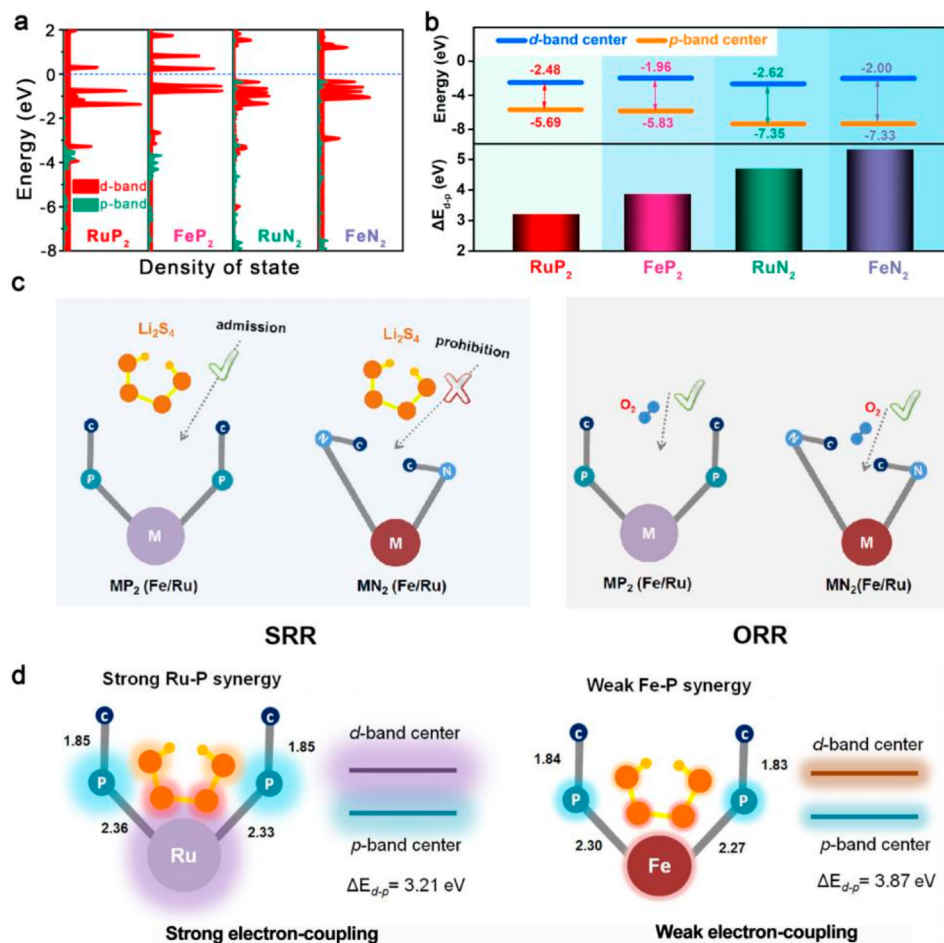 a
Energy (eV)
2
0
-2
-4
-6
-8
d-band
p-band
RuP₂
FeP₂
RuN₂
FeN₂
Density of state
b
d-band center
p-band center
Energy (eV)
0
-4
-8
-2.48
-5.69
-1.96
-5.83
-2.62
-7.35
-2.00
-7.33
ΔE_d-p (eV)
5
4
3
2
RuP₂
FeP₂
RuN₂
FeN₂
c
Li₂S₄
admission
C
C
P
P
M
MP₂ (Fe/Ru)
Li₂S₄
prohibition
N
C
C
N
M
MN₂ (Fe/Ru)
SRR
O₂
C
C
P
P
M
MP₂ (Fe/Ru)
O₂
N
C
C
N
M
MN₂(Fe/Ru)
ORR
d
Strong Ru-P synergy
C
C
1.85
1.85
P
P
2.36
2.33
Ru
d-band center
p-band center
ΔE_d-p = 3.21 eV
Strong electron-coupling
Weak Fe-P synergy
C
C
1.84
1.83
P
P
2.30
2.27
Fe
d-band center
p-band center
ΔE_d-p = 3.87 eV
Weak electron-coupling